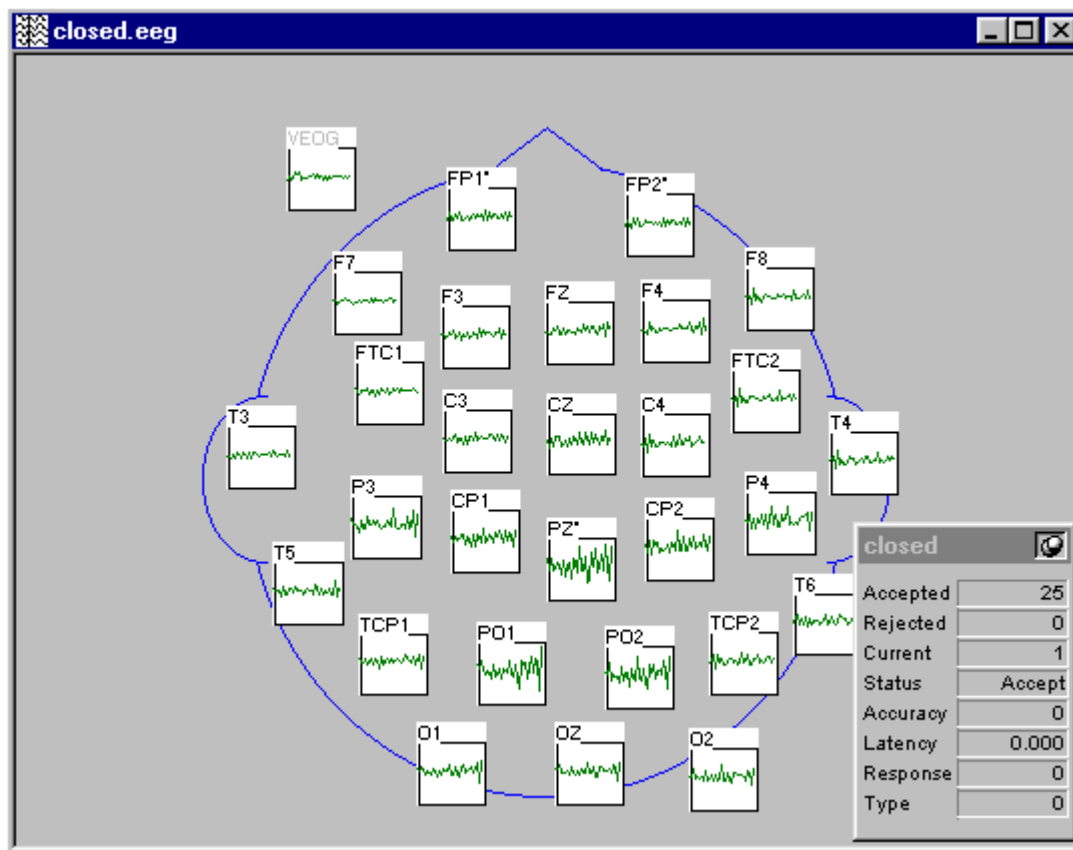 closed.eeg
VEOG
FP1"
FP2"
F7
F8
F3
FZ
F4
FTC1
FTC2
C3
CZ
C4
T3
T4
P3
CP1
PZ"
CP2
P4
T5
T6
TCP1
PO1
PO2
TCP2
O1
OZ
O2
closed
Accepted 25
Rejected 0
Current 1
Status Accept
Accuracy 0
Latency 0.000
Response 0
Type 0